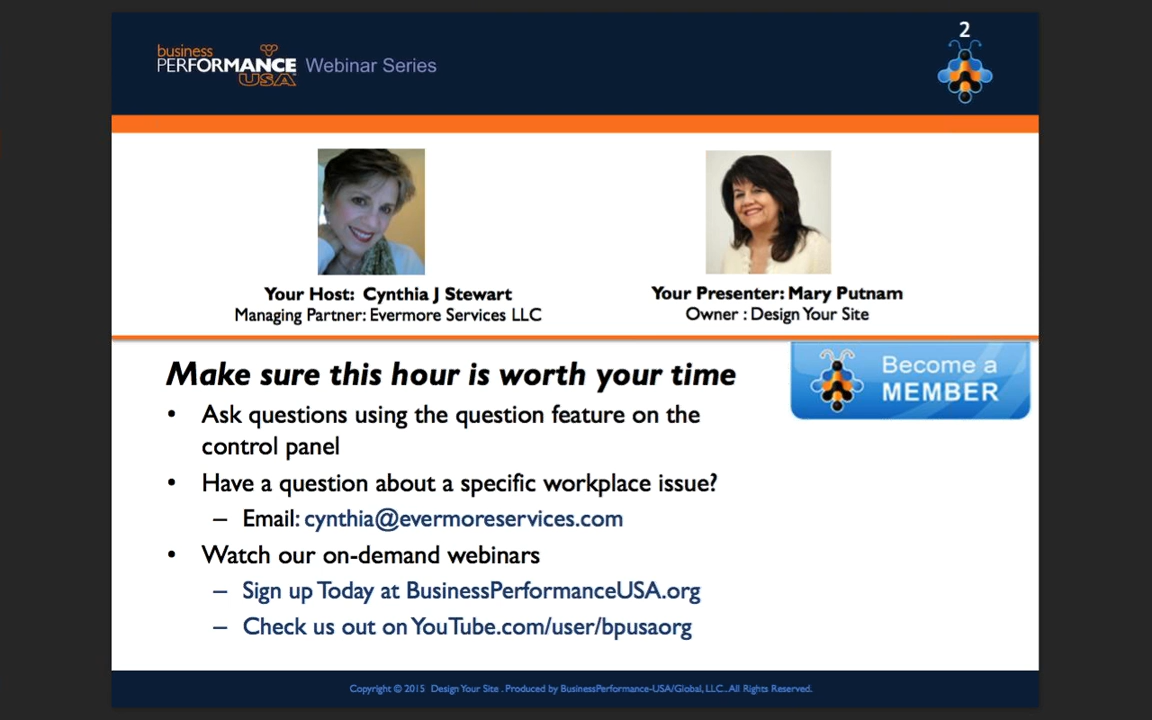 2
business
PERFORMANCE Webinar Series
USA
Your Host: Cynthia J Stewart
Managing Partner: Evermore Services LLC
Your Presenter: Mary Putnam
Owner : Design Your Site
Make sure this hour is worth your time
• Ask questions using the question feature on the
control panel
• Have a question about a specific workplace issue?
– Email: cynthia@evermoreservices.com
• Watch our on-demand webinars
– Sign up Today at BusinessPerformanceUSA.org
– Check us out on YouTube.com/user/bpusaorg
Become a
MEMBER
Copyright © 2015 Design Your Site . Produced by BusinessPerformance-USA/Global, LLC. .All Rights Reserved.